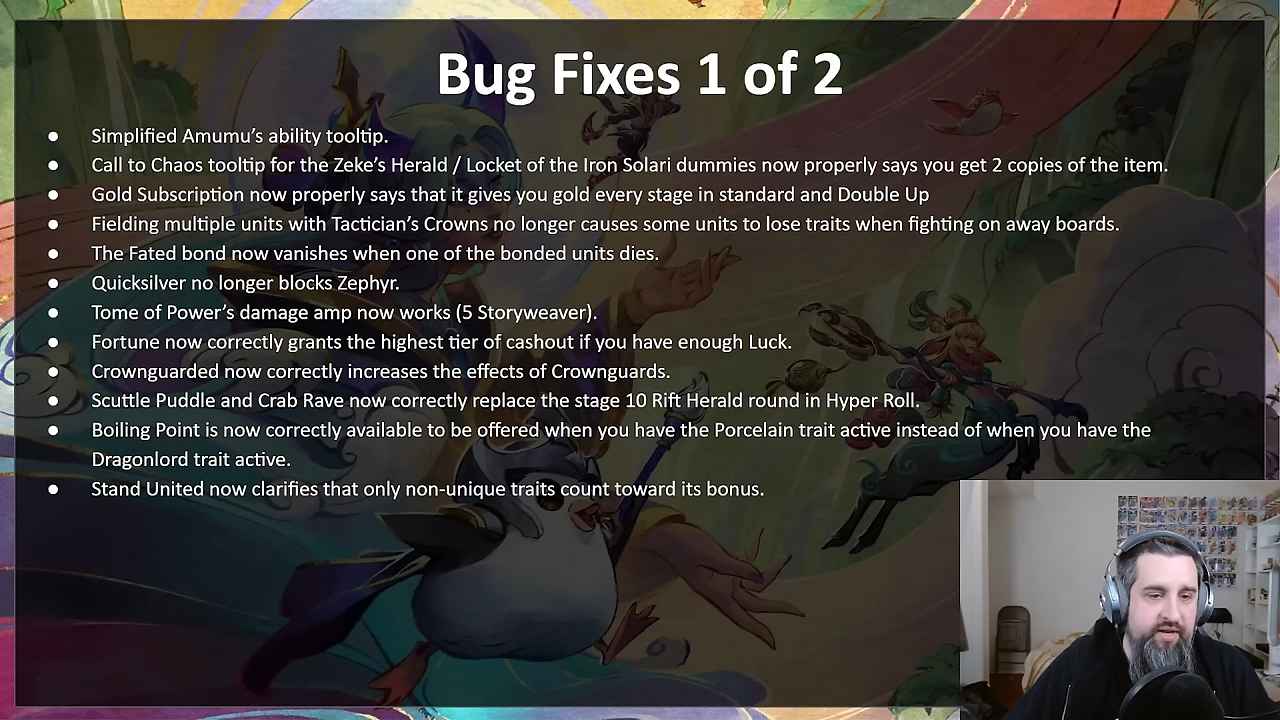 Bug Fixes 1 of 2
● Simplified Amumu's ability tooltip.
● Call to Chaos tooltip for the Zeke's Herald / Locket of the Iron Solari dummies now properly says you get 2 copies of the item.
● Gold Subscription now properly says that it gives you gold every stage in standard and Double Up
● Fielding multiple units with Tactician's Crowns no longer causes some units to lose traits when fighting on away boards.
● The Fated bond now vanishes when one of the bonded units dies.
● Quicksilver no longer blocks Zephyr.
● Tome of Power's damage amp now works (5 Storyweaver).
● Fortune now correctly grants the highest tier of cashout if you have enough Luck.
● Crownguarded now correctly increases the effects of Crownguards.
● Scuttle Puddle and Crab Rave now correctly replace the stage 10 Rift Herald round in Hyper Roll.
● Boiling Point is now correctly available to be offered when you have the Porcelain trait active instead of when you have the
Dragonlord trait active.
● Stand United now clarifies that only non-unique traits count toward its bonus.